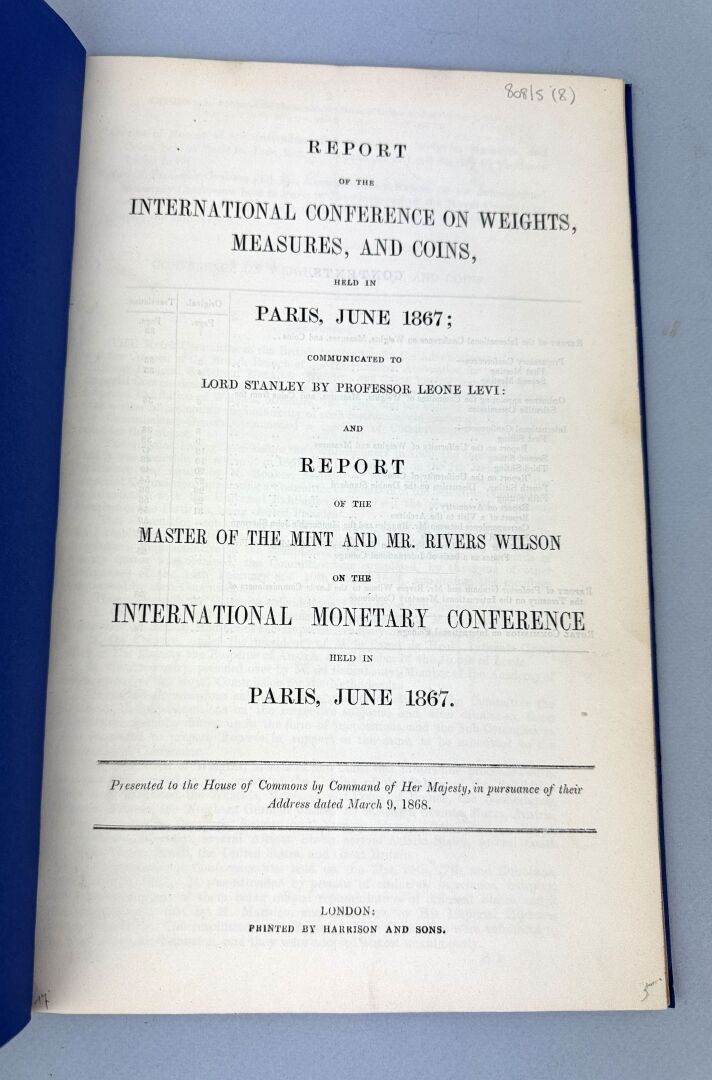 808/5 (8)
REPORT
OF THE
INTERNATIONAL CONFERENCE ON WEIGHTS,
MEASURES, AND COINS,
HELD IN
PARIS, JUNE 1867;
COMMUNICATED TO
LORD STANLEY BY PROFESSOR LEONE LEVI:
AND
REPORT
OF THE
MASTER OF THE MINT AND MR. RIVERS WILSON
ON THE
INTERNATIONAL MONETARY CONFERENCE
HELD IN
PARIS, JUNE 1867.
Presented to the House of Commons by Command of Her Majesty, in pursuance of their
Address dated March 9, 1868.
LONDON:
PRINTED BY HARRISON AND SONS.